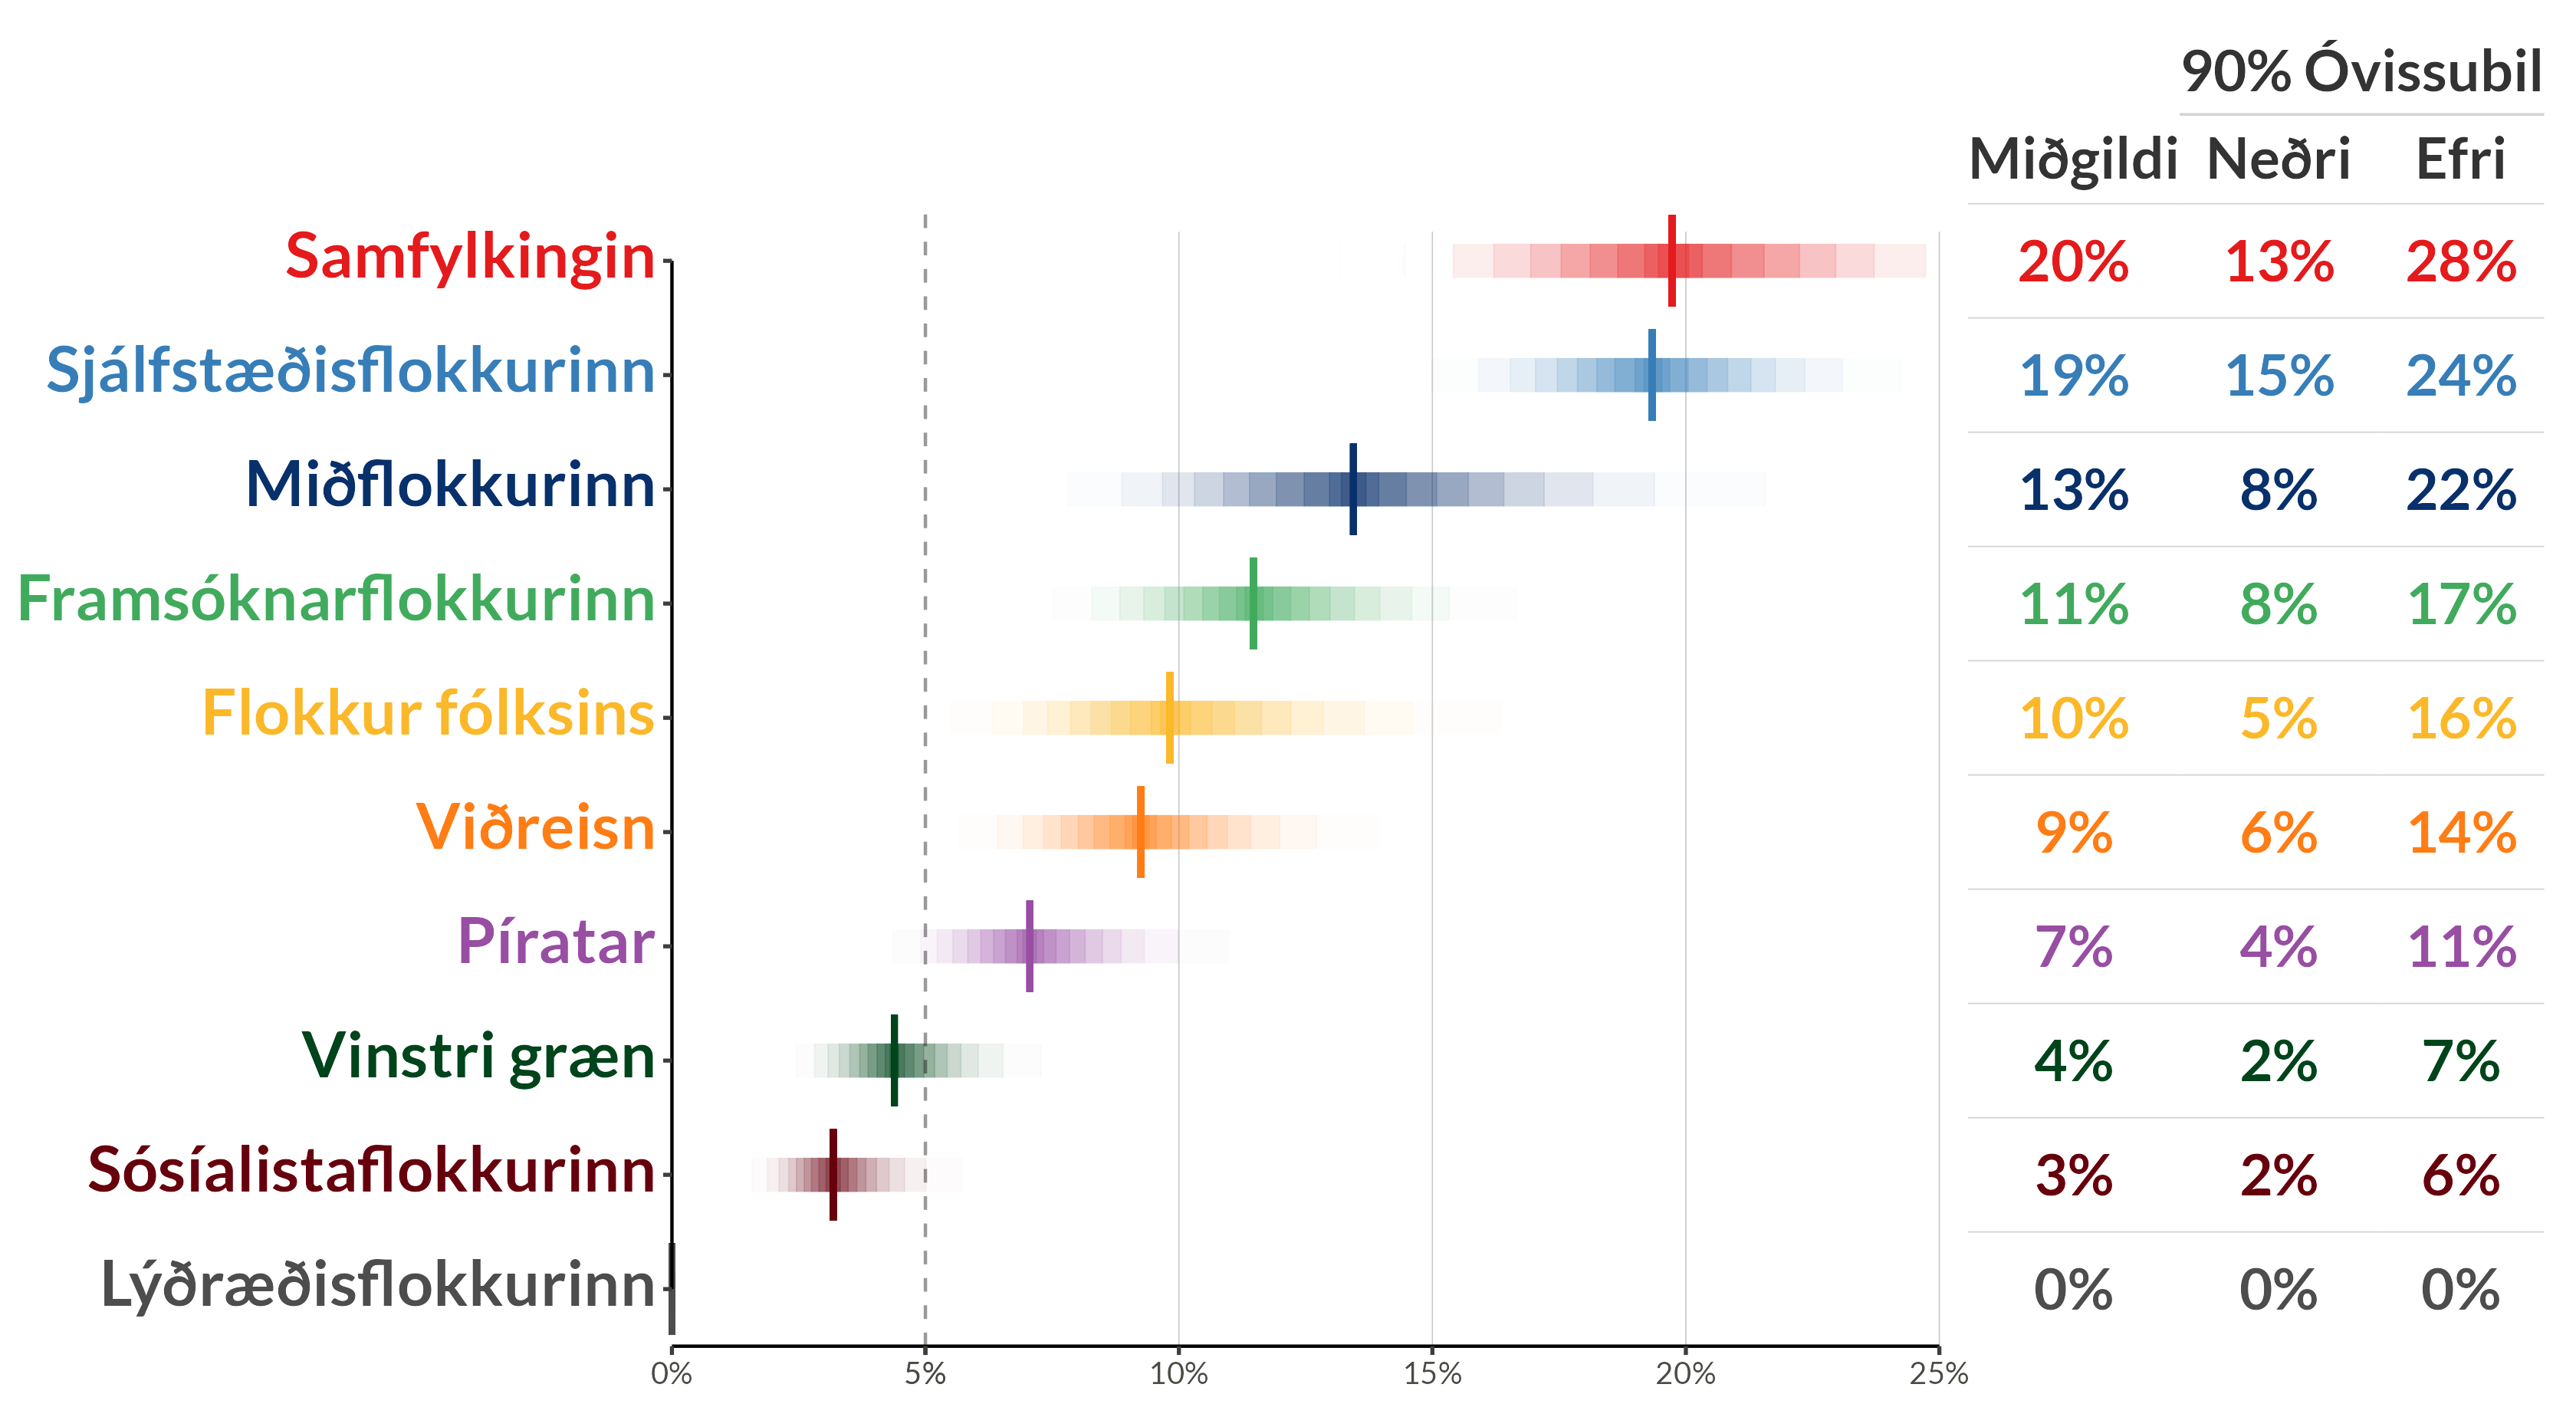 90% Óvissubil
Miðgildi Neðri Efri
Samfylkingin 20% 13% 28%
Sjálfstæðisflokkurinn 19% 15% 24%
Miðflokkurinn 13% 8% 22%
Framsóknarflokkurinn 11% 8% 17%
Flokkur fólksins 10% 5% 16%
Viðreisn 9% 6% 14%
Píratar 7% 4% 11%
Vinstri græn 4% 2% 7%
Sósíalistaflokkurinn 3% 2% 6%
Lýðræðisflokkurinn 0% 0% 0%
0% 5% 10% 15% 20% 25%